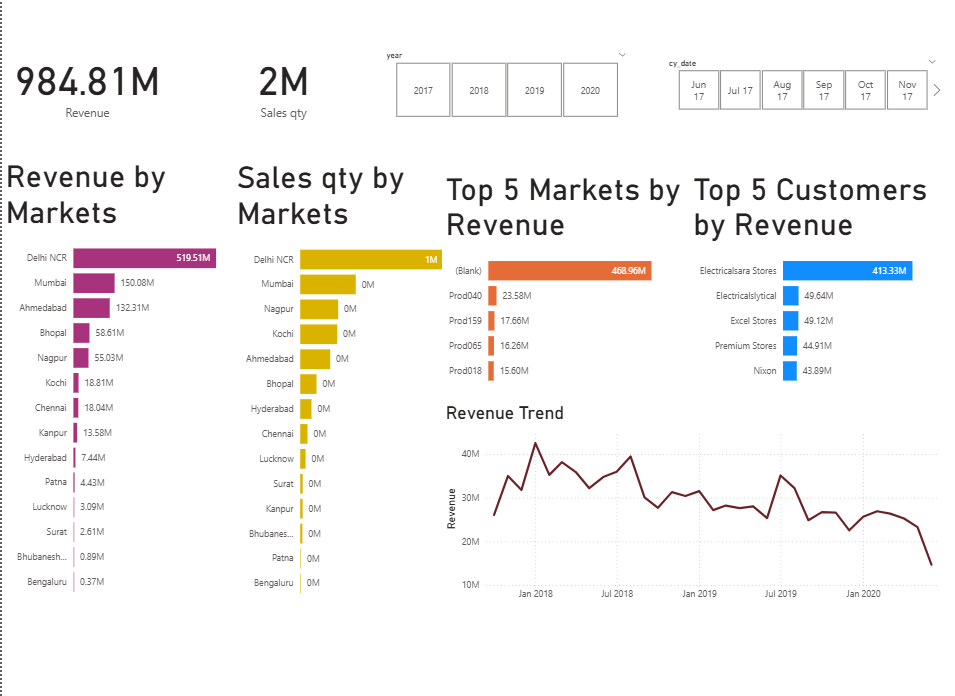 984.81M
Revenue
2M
Sales qty
year
2017 2018 2019 2020
cy_date
Jun 17 Jul 17 Aug 17 Sep 17 Oct 17 Nov 17
Revenue by
Markets
Delhi NCR 519.51M
Mumbai 150.08M
Ahmedabad 132.31M
Bhopal 58.61M
Nagpur 55.03M
Kochi 18.81M
Chennai 18.04M
Kanpur 13.58M
Hyderabad 7.44M
Patna 4.43M
Lucknow 3.09M
Surat 2.61M
Bhubanesh... 0.89M
Bengaluru 0.37M
Sales qty by
Markets
Delhi NCR 1M
Mumbai 0M
Nagpur 0M
Kochi 0M
Ahmedabad 0M
Bhopal 0M
Hyderabad 0M
Chennai 0M
Lucknow 0M
Surat 0M
Kanpur 0M
Bhubanes... 0M
Patna 0M
Bengaluru 0M
Top 5 Markets by
Revenue
(Blank) 468.96M
Prod040 23.58M
Prod159 17.66M
Prod065 16.26M
Prod018 15.60M
Top 5 Customers
by Revenue
Electricalsara Stores 413.33M
Electricalslytical 49.64M
Excel Stores 49.12M
Premium Stores 44.91M
Nixon 43.89M
Revenue Trend
Revenue
40M
30M
20M
10M
Jan 2018 Jul 2018 Jan 2019 Jul 2019 Jan 2020